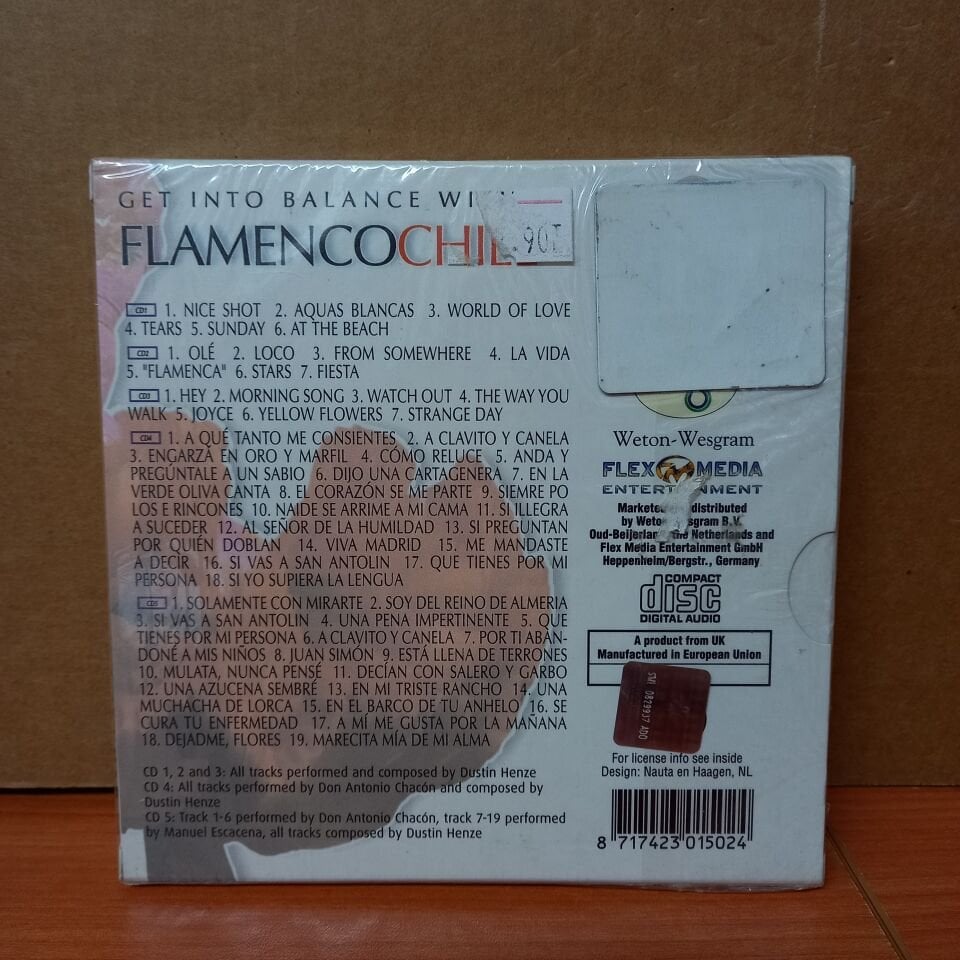 GET INTO BALANCE
FLAMENCOCHIL
.90T
CD1 1. NICE SHOT 2. AQUAS BLANCAS 3. WORLD OF LOVE
4. TEARS 5. SUNDAY 6. AT THE BEACH
CD2 1. OLÉ 2. LOCO 3. FROM SOMEWHERE 4. LA VIDA
5. "FLAMENCA" 6. STARS 7. FIESTA
CD3 1. HEY 2. MORNING SONG 3. WATCH OUT 4. THE WAY YOU
WALK 5. JOYCE 6. YELLOW FLOWERS 7. STRANGE DAY
CD4 1. A QUÉ TANTO ME CONSIENTES 2. A CLAVITO Y CANELA
3. ENGARZÁ EN ORO Y MARFIL 4. CÓMO RELUCE 5. ANDA Y
PREGÚNTALE A UN SABIO 6. DIJO UNA CARTAGENERA 7. EN LA
VERDE OLIVA CANTA 8. EL CORAZÓN SE ME PARTE 9. SIEMRE PO
LOS E RINCONES 10. NAIDE SE ARRIME A MI CAMA 11. SI LLEGRA
A SUCEDER 12. AL SEÑOR DE LA HUMILDAD 13. SI PREGUNTAN
POR QUIÉN DOBLAN 14. VIVA MADRID 15. ME MANDASTE
A DECIR 16. SI VAS A SAN ANTOLIN 17. QUE TIENES POR MI
PERSONA 18. SI YO SUPIERA LA LENGUA
CD5 1. SOLAMENTE CON MIRARTE 2. SOY DEL REINO DE ALMERIA
3. SI VAS A SAN ANTOLIN 4. UNA PENA IMPERTINENTE 5. QUE
TIENES POR MI PERSONA 6. A CLAVITO Y CANELA 7. POR TI ABAN-
DONÉ A MIS NIÑOS 8. JUAN SIMÓN 9. ESTÁ LLENA DE TERRONES
10. MULATA, NUNCA PENSÉ 11. DECÍAN CON SALERO Y GARBO
12. UNA AZUCENA SEMBRÉ 13. EN MI TRISTE RANCHO 14. UNA
MUCHACHA DE LORCA 15. EN EL BARCO DE TU ANHELO 16. SE
CURA TU ENFERMEDAD 17. A MÍ ME GUSTA POR LA MAÑANA
18. DEJADME, FLORES 19. MARECITA MÍA DE MI ALMA
CD 1, 2 and 3: All tracks performed and composed by Dustin Henze
CD 4: All tracks performed by Don Antonio Chacón and composed by
Dustin Henze
CD 5: Track 1-6 performed by Don Antonio Chacón, track 7-19 performed
by Manuel Escacena, all tracks composed by Dustin Henze
Weton-Wesgram
FLEX MEDIA
ENTERTAINMENT
Marketed distributed
by Weton Wesgram B.V.
Oud-Beijerland, the Netherlands and
Flex Media Entertainment GmbH
Heppenheim/Bergstr., Germany
COMPACT
disc
DIGITAL AUDIO
A product from UK
Manufactured in European Union
SMI 0829937 ADO
For license info see inside
Design: Nauta en Haagen, NL
8 717423 015024